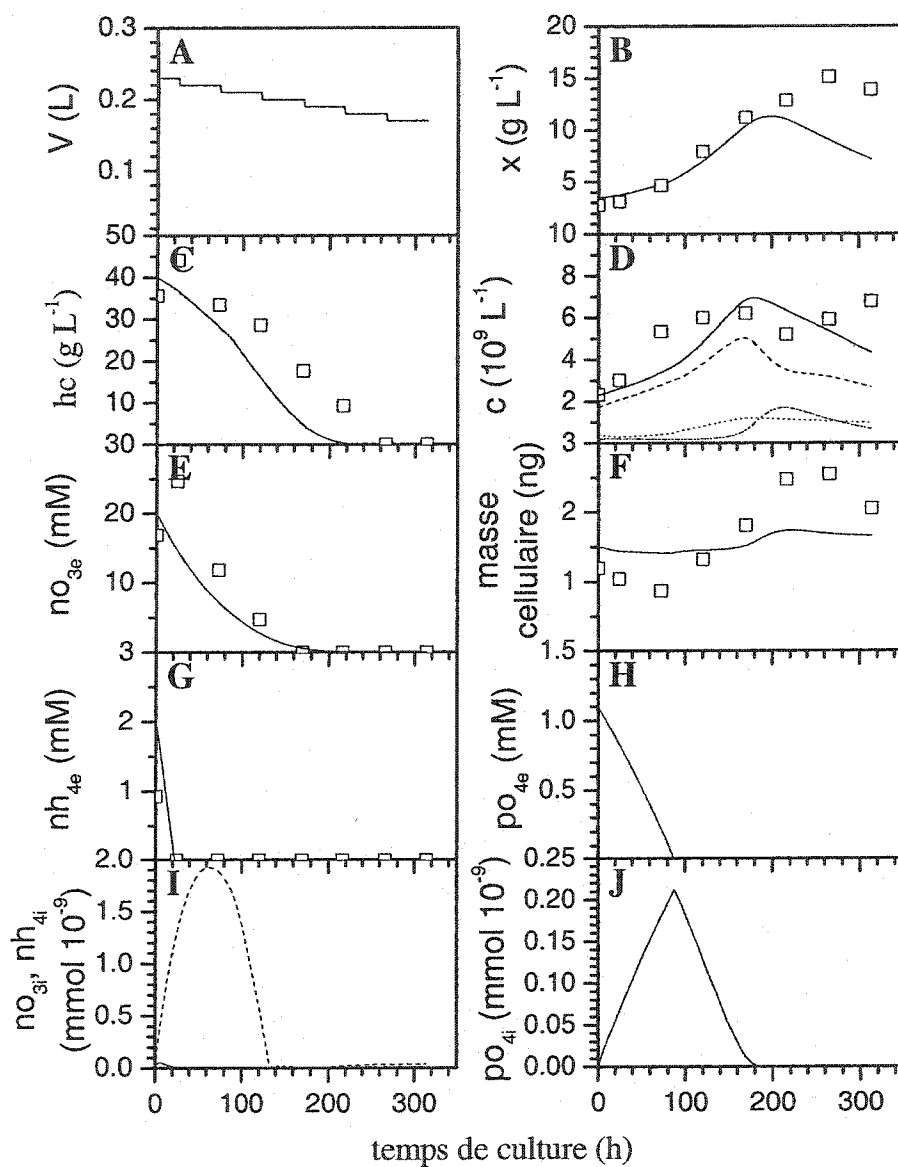 A
V (L)
0.3
0.2
0.1
B
x (g L⁻¹)
20
15
10
5
C
hc (g L⁻¹)
50
40
30
20
10
D
c (10⁹ L⁻¹)
10
8
6
4
2
E
no₃ₑ (mM)
30
20
10
F
masse
cellulaire (ng)
3
2
1
G
nh₄ₑ (mM)
3
2
1
H
po₄ₑ (mM)
1.5
1.0
0.5
I
no₃ᵢ, nh₄ᵢ
(mmol 10⁻⁹)
2.0
1.5
1.0
0.5
0.0
J
po₄ᵢ (mmol 10⁻⁹)
0.25
0.20
0.15
0.10
0.05
0.00
0 100 200 300
0 100 200 300
temps de culture (h)